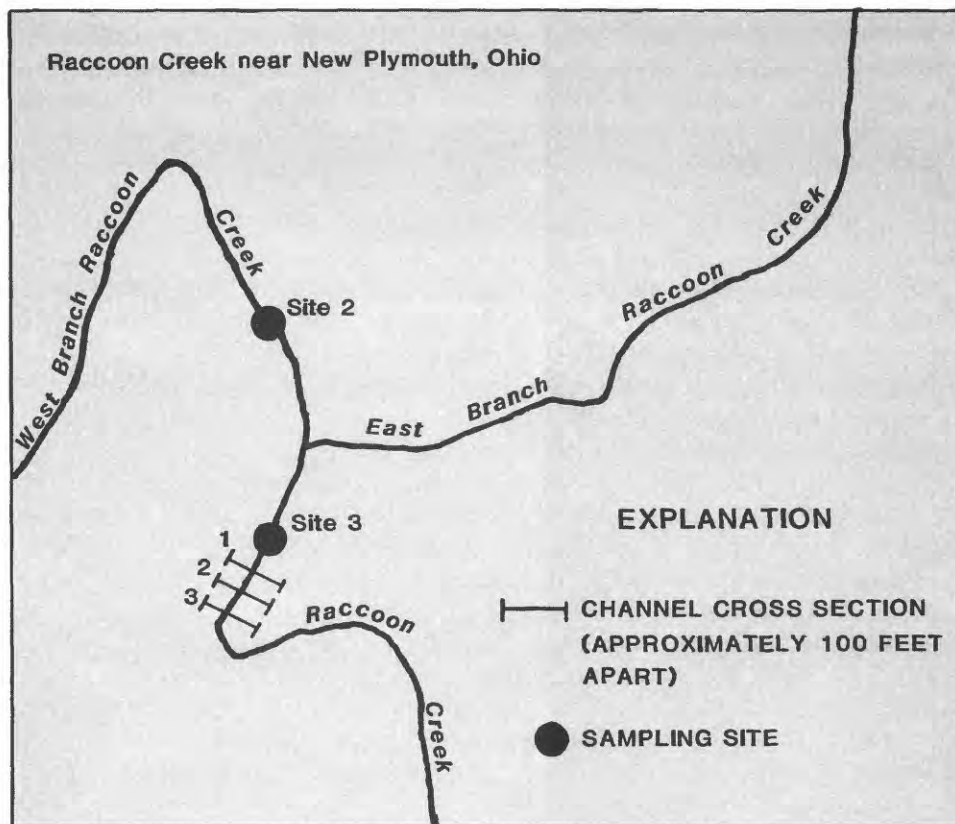 Raccoon Creek near New Plymouth, Ohio
West Branch Raccoon Creek
Site 2
East Branch Raccoon Creek
Site 3
1
2
3
Raccoon Creek
EXPLANATION
CHANNEL CROSS SECTION
(APPROXIMATELY 100 FEET
APART)
SAMPLING SITE